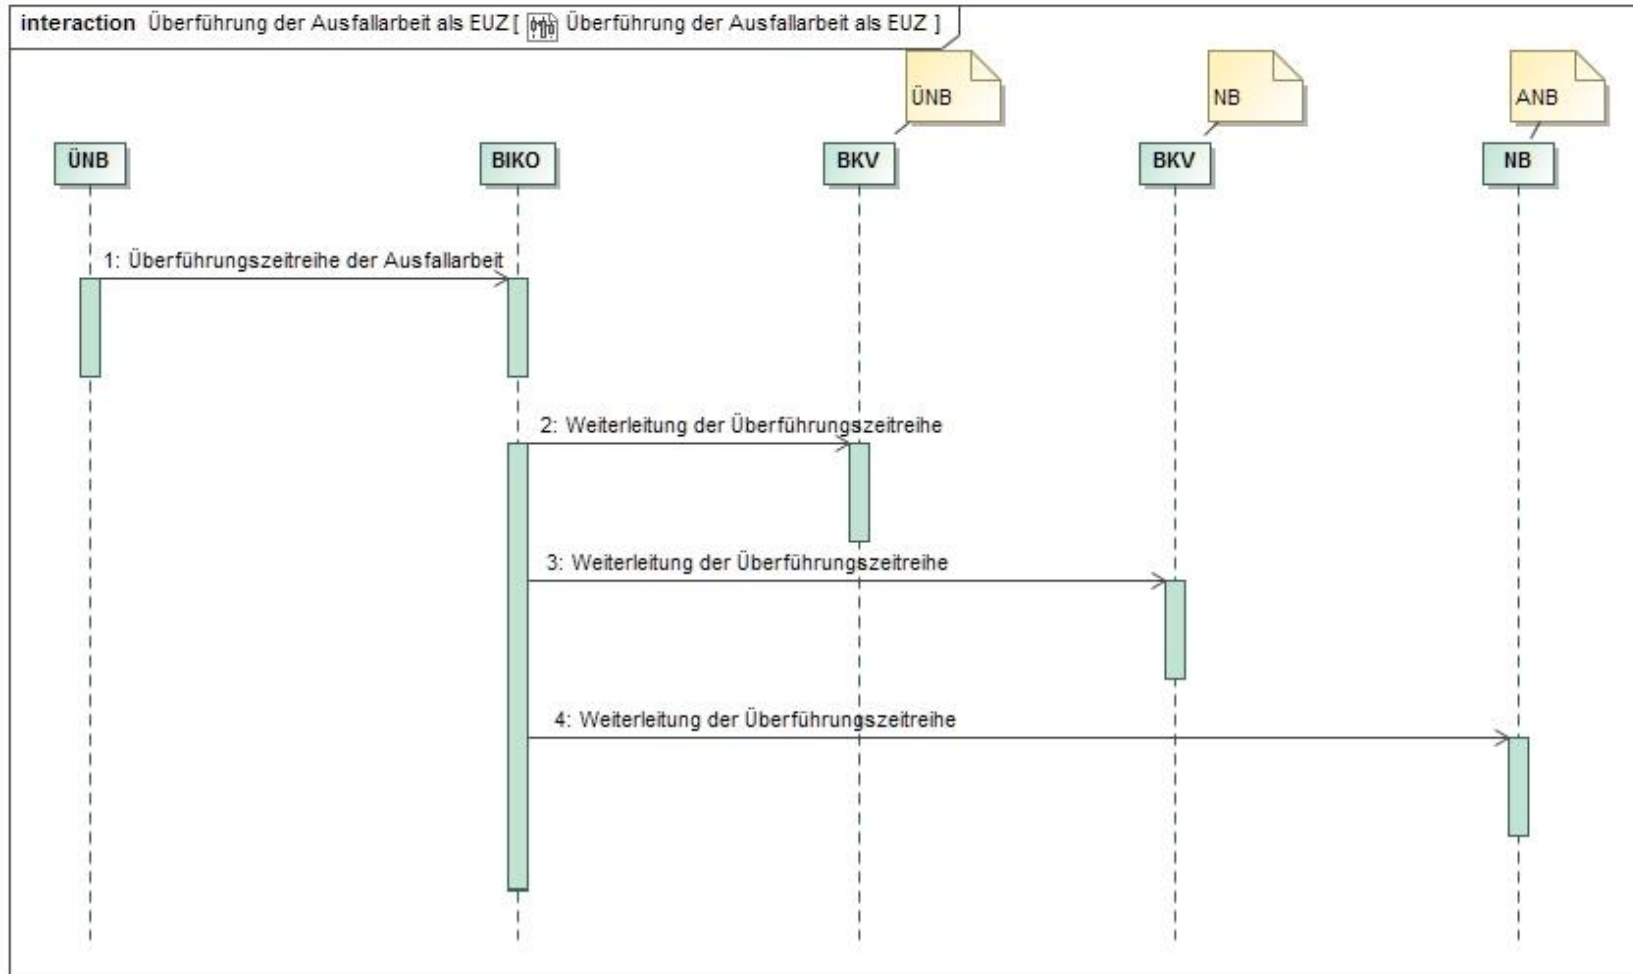 interaction Überführung der Ausfallarbeit als EUZ [ Überführung der Ausfallarbeit als EUZ ]
ÜNB
NB
ANB
ÜNB
BIKO
BKV
BKV
NB
1: Überführungszeitreihe der Ausfallarbeit
2: Weiterleitung der Überführungszeitreihe
3: Weiterleitung der Überführungszeitreihe
4: Weiterleitung der Überführungszeitreihe